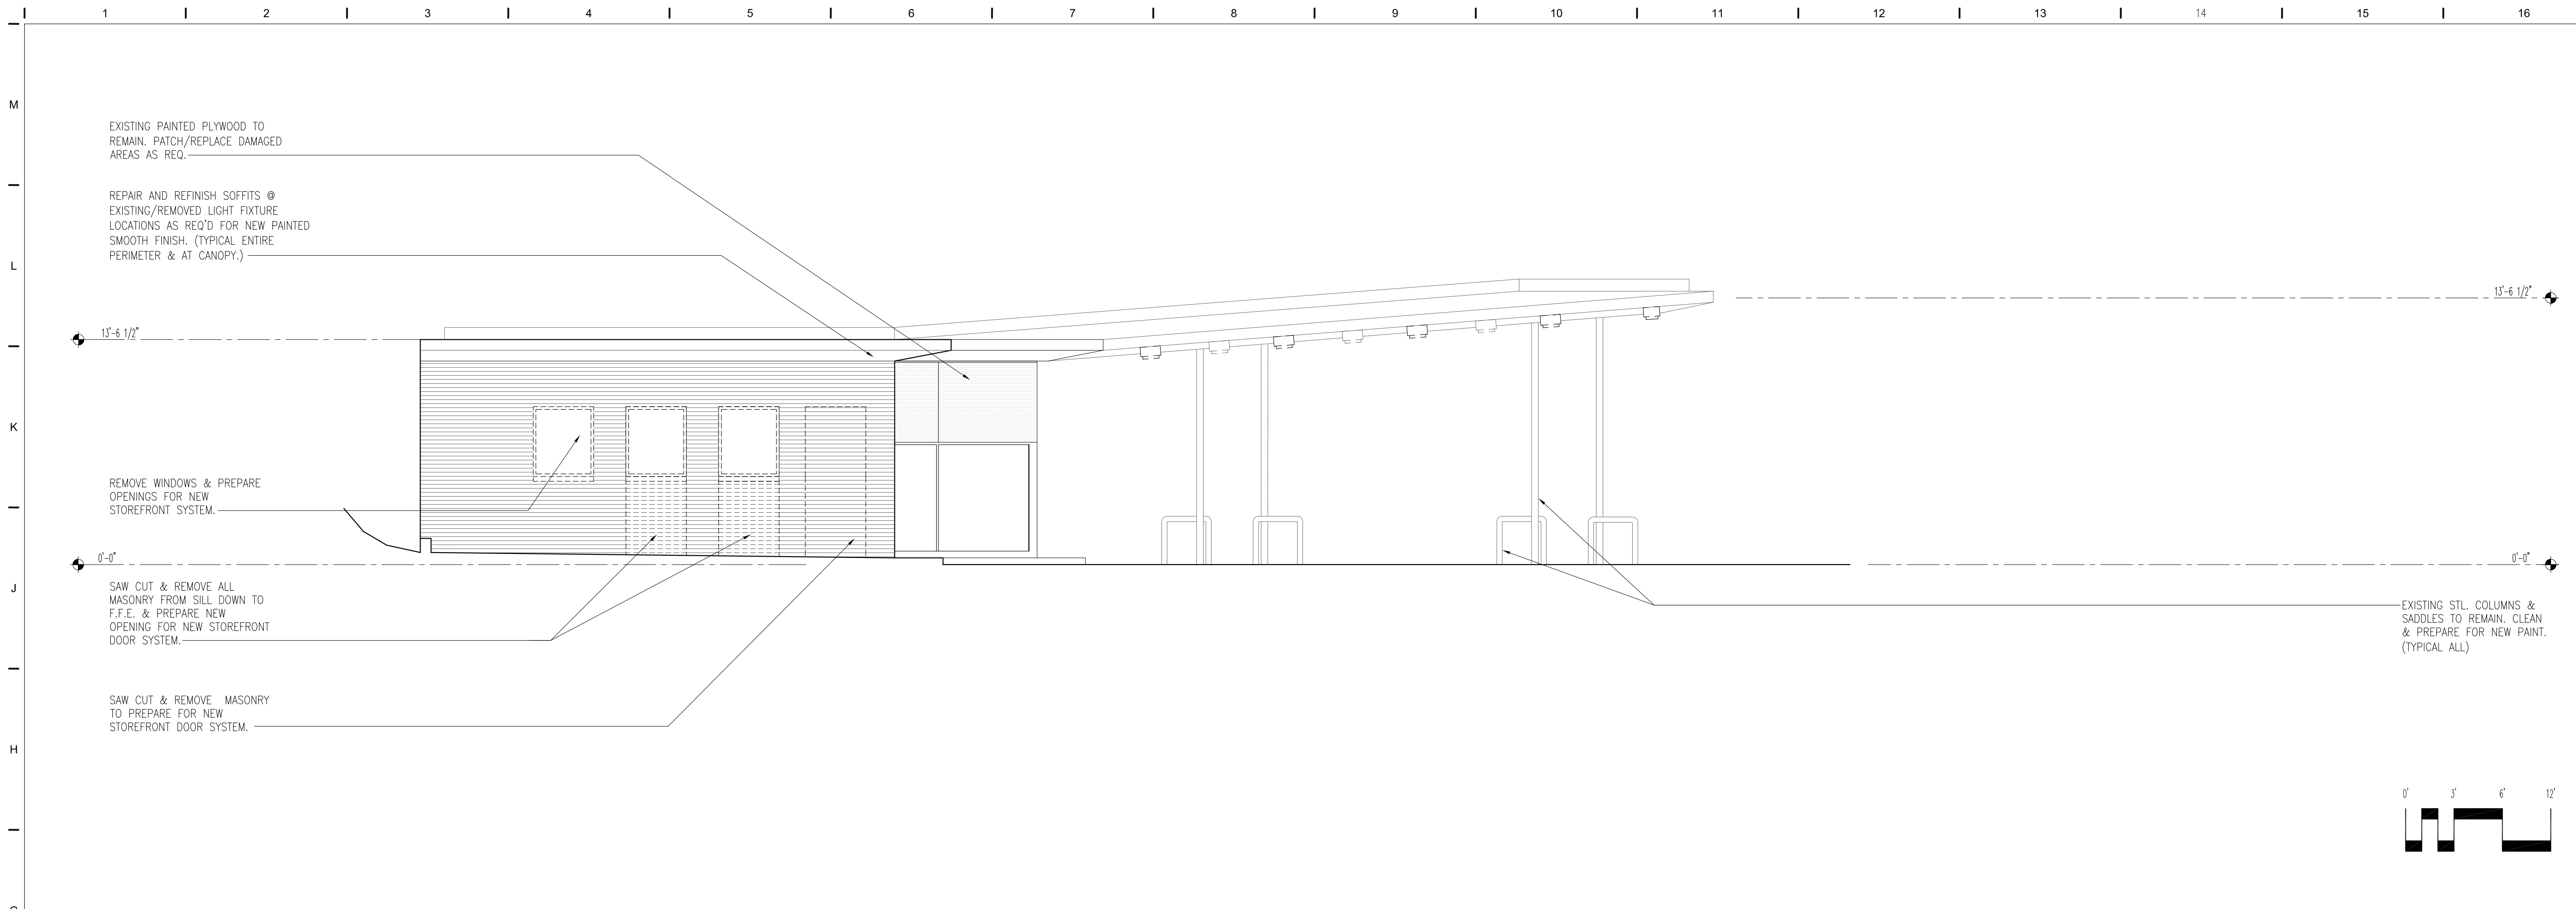 1 2 3 4 5 6 7 8 9 10 11 12 13 14 15 16
M
EXISTING PAINTED PLYWOOD TO
REMAIN. PATCH/REPLACE DAMAGED
AREAS AS REQ.
REPAIR AND REFINISH SOFFITS @
EXISTING/REMOVED LIGHT FIXTURE
LOCATIONS AS REQ'D FOR NEW PAINTED
SMOOTH FINISH. (TYPICAL ENTIRE
PERIMETER & AT CANOPY.)
L
13'-6 1/2"
13'-6 1/2"
K
REMOVE WINDOWS & PREPARE
OPENINGS FOR NEW
STOREFRONT SYSTEM.
0'-0"
0'-0"
J
SAW CUT & REMOVE ALL
MASONRY FROM SILL DOWN TO
F.F.E. & PREPARE NEW
OPENING FOR NEW STOREFRONT
DOOR SYSTEM.
EXISTING STL. COLUMNS &
SADDLES TO REMAIN. CLEAN
& PREPARE FOR NEW PAINT.
(TYPICAL ALL)
SAW CUT & REMOVE MASONRY
TO PREPARE FOR NEW
STOREFRONT DOOR SYSTEM.
H
0' 3' 6' 12'